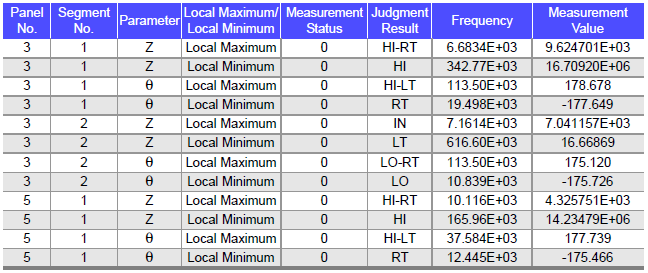 Panel No. Segment No. Parameter Local Maximum/ Local Minimum Measurement Status Judgment Result Frequency Measurement Value
3 1 Z Local Maximum 0 HI-RT 6.6834E+03 9.624701E+03
3 1 Z Local Minimum 0 HI 342.77E+03 16.70920E+06
3 1 θ Local Maximum 0 HI-LT 113.50E+03 178.678
3 1 θ Local Minimum 0 RT 19.498E+03 -177.649
3 2 Z Local Maximum 0 IN 7.1614E+03 7.041157E+03
3 2 Z Local Minimum 0 LT 616.60E+03 16.66869
3 2 θ Local Maximum 0 LO-RT 113.50E+03 175.120
3 2 θ Local Minimum 0 LO 10.839E+03 -175.726
5 1 Z Local Maximum 0 HI-RT 10.116E+03 4.325751E+03
5 1 Z Local Minimum 0 HI 165.96E+03 14.23479E+06
5 1 θ Local Maximum 0 HI-LT 37.584E+03 177.739
5 1 θ Local Minimum 0 RT 12.445E+03 -175.466